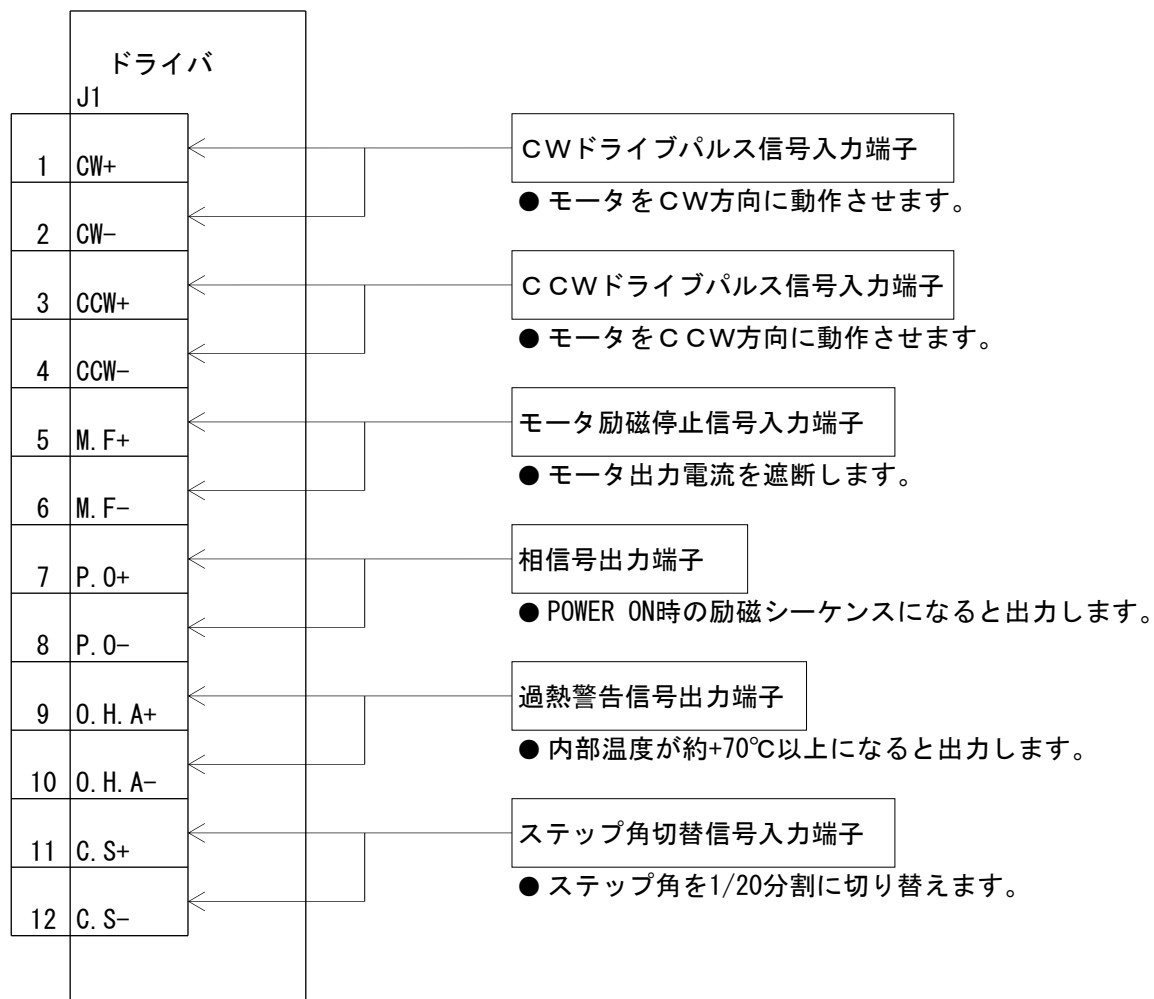 ドライバ
J1
1 CW+
CWドライブパルス信号入力端子
● モータをCW方向に動作させます。
2 CW-
3 CCW+
CCWドライブパルス信号入力端子
● モータをCCW方向に動作させます。
4 CCW-
5 M.F+
モータ励磁停止信号入力端子
● モータ出力電流を遮断します。
6 M.F-
7 P.O+
相信号出力端子
● POWER ON時の励磁シーケンスになると出力します。
8 P.O-
9 O.H.A+
過熱警告信号出力端子
● 内部温度が約+70℃以上になると出力します。
10 O.H.A-
11 C.S+
ステップ角切替信号入力端子
● ステップ角を1/20分割に切り替えます。
12 C.S-